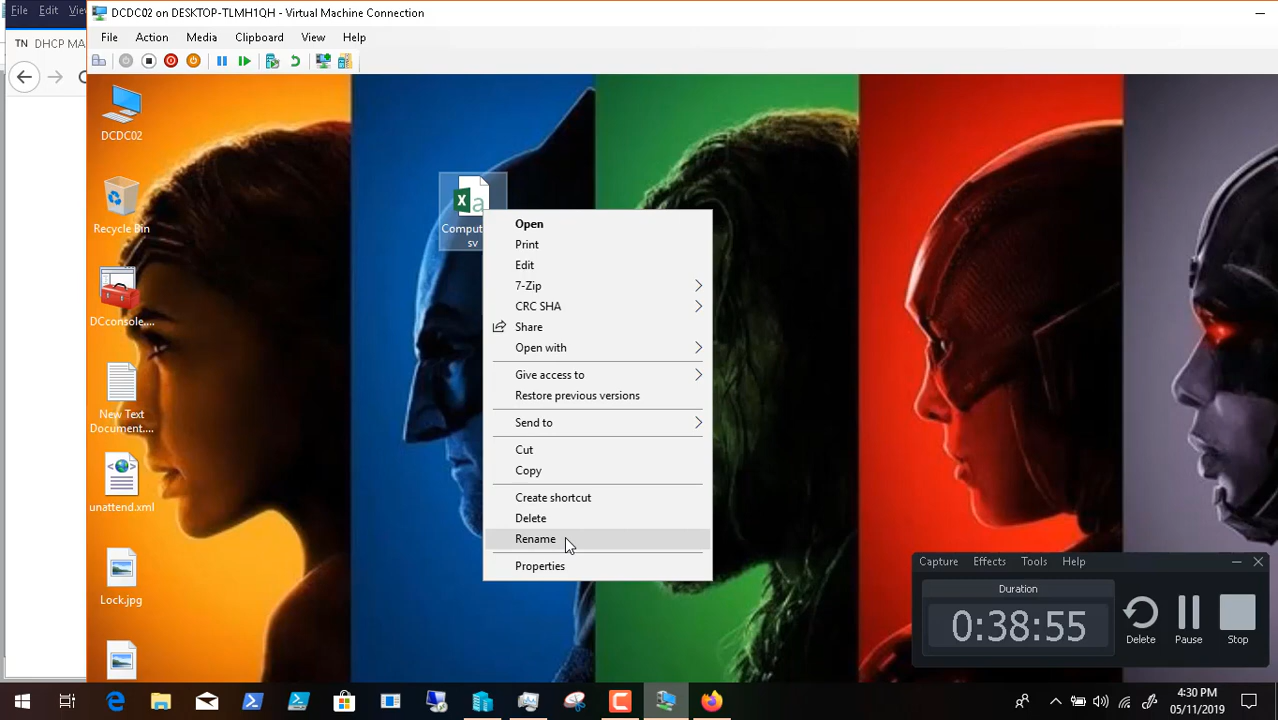 File Edit Vie
DCDC02 on DESKTOP-TLMH1QH - Virtual Machine Connection
File Action Media Clipboard View Help
TN DHCP MA
DCDC02
Recycle Bin
DCconsole....
New Text
Document....
unattend.xml
Lock.jpg
Comput
sv
Open
Print
Edit
7-Zip
CRC SHA
Share
Open with
Give access to
Restore previous versions
Send to
Cut
Copy
Create shortcut
Delete
Rename
Properties
Capture Effects Tools Help
Duration
0:38:55
Delete Pause Stop
4:30 PM
05/11/2019